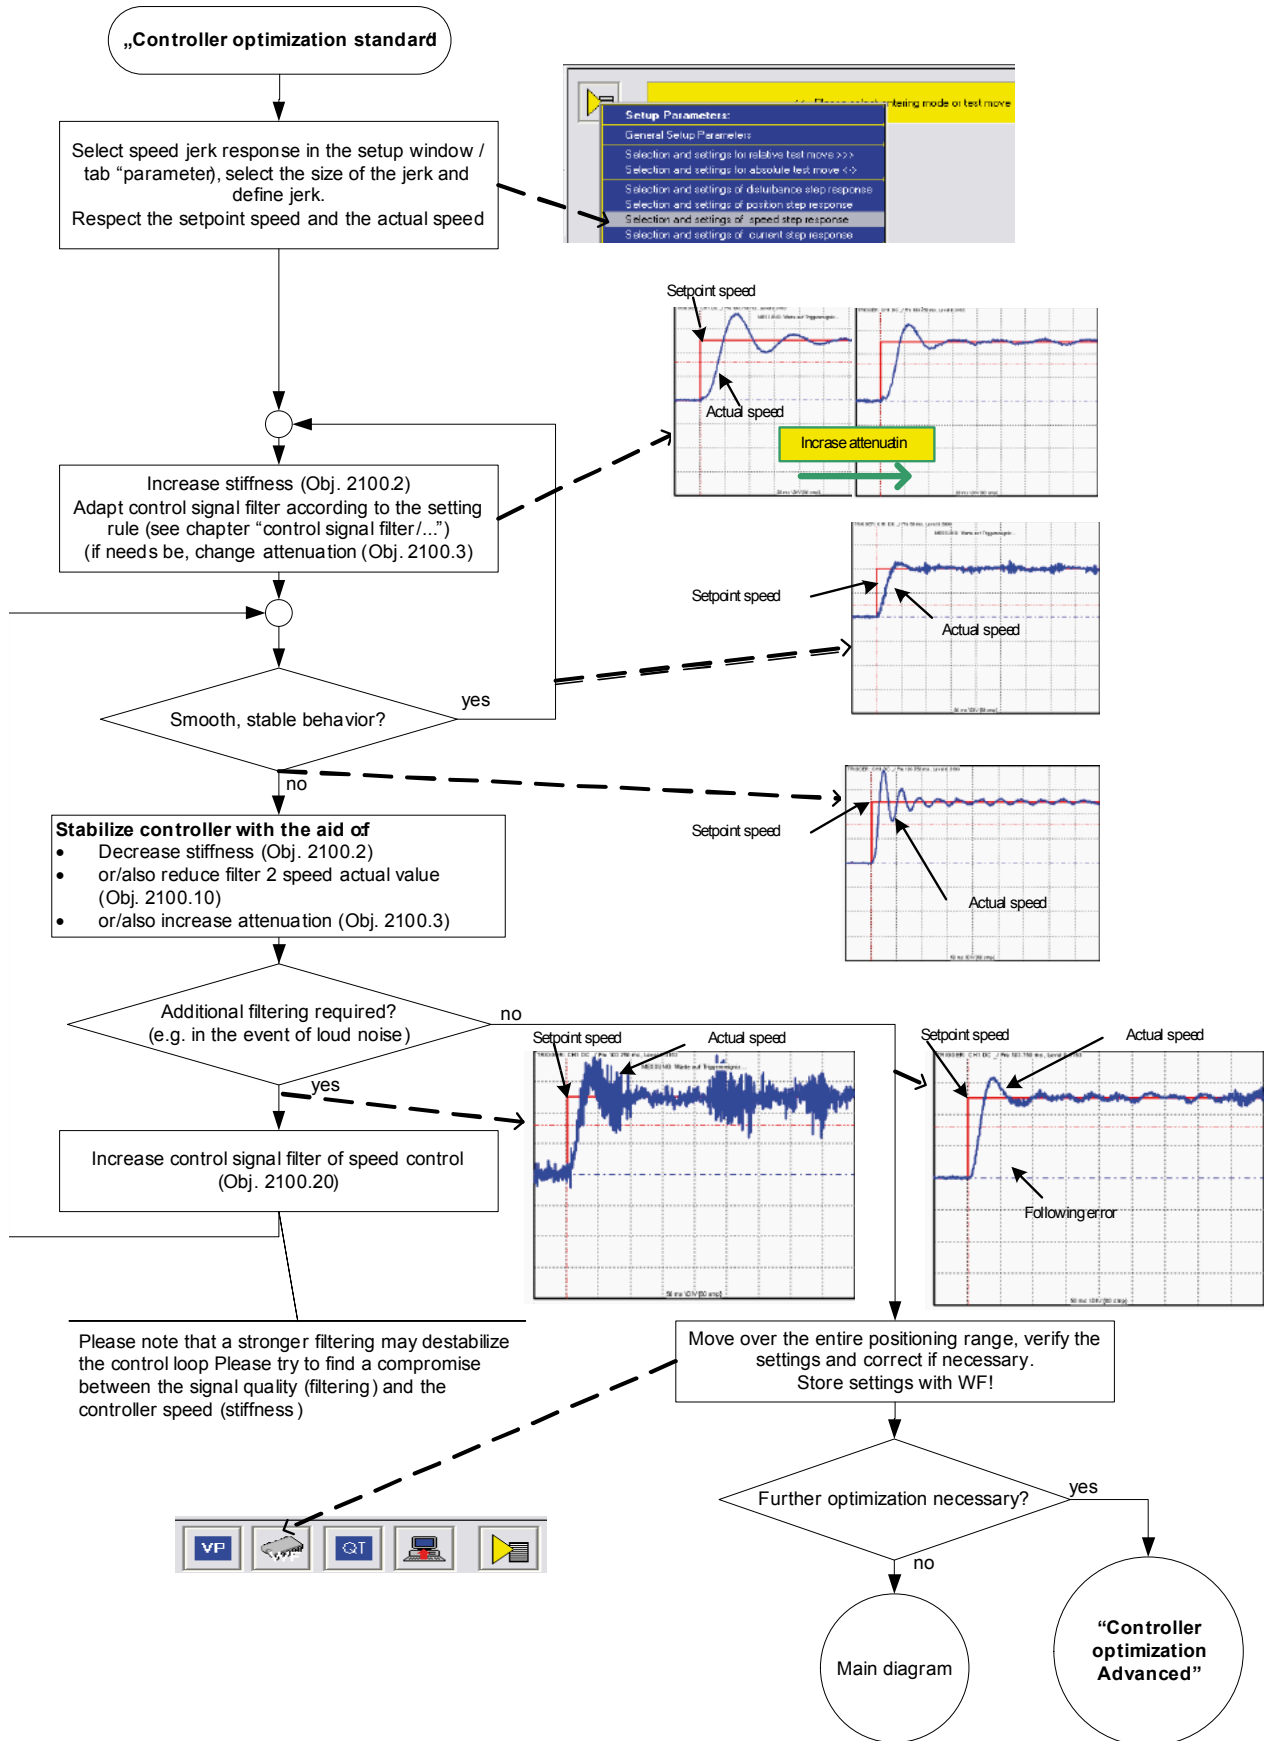 „Controller optimization standard“
Select speed jerk response in the setup window /
tab “parameter), select the size of the jerk and
define jerk.
Respect the setpoint speed and the actual speed
Please select entering mode or test move
Setup Parameters:
General Setup Parameters
Selection and settings for relative test move >>>
Selection and settings for absolute test move <->
Selection and settings of disturbance step response
Selection and settings of position step response
Selection and settings of speed step response
Selection and settings of current step response
Setpoint speed
Actual speed
Incrase attenuatin
Increase stiffness (Obj. 2100.2)
Adapt control signal filter according to the setting
rule (see chapter “control signal filter/...”)
(if needs be, change attenuation (Obj. 2100.3)
Setpoint speed
Actual speed
Smooth, stable behavior?
yes
no
Setpoint speed
Actual speed
Stabilize controller with the aid of
• Decrease stiffness (Obj. 2100.2)
• or/also reduce filter 2 speed actual value
(Obj. 2100.10)
• or/also increase attenuation (Obj. 2100.3)
Additional filtering required?
(e.g. in the event of loud noise)
no
yes
Setpoint speed
Actual speed
Setpoint speed
Actual speed
Following error
Increase control signal filter of speed control
(Obj. 2100.20)
Please note that a stronger filtering may destabilize
the control loop Please try to find a compromise
between the signal quality (filtering) and the
controller speed (stiffness)
Move over the entire positioning range, verify the
settings and correct if necessary.
Store settings with WF!
Further optimization necessary?
yes
no
VP
WF
QT
Main diagram
“Controller
optimization
Advanced”